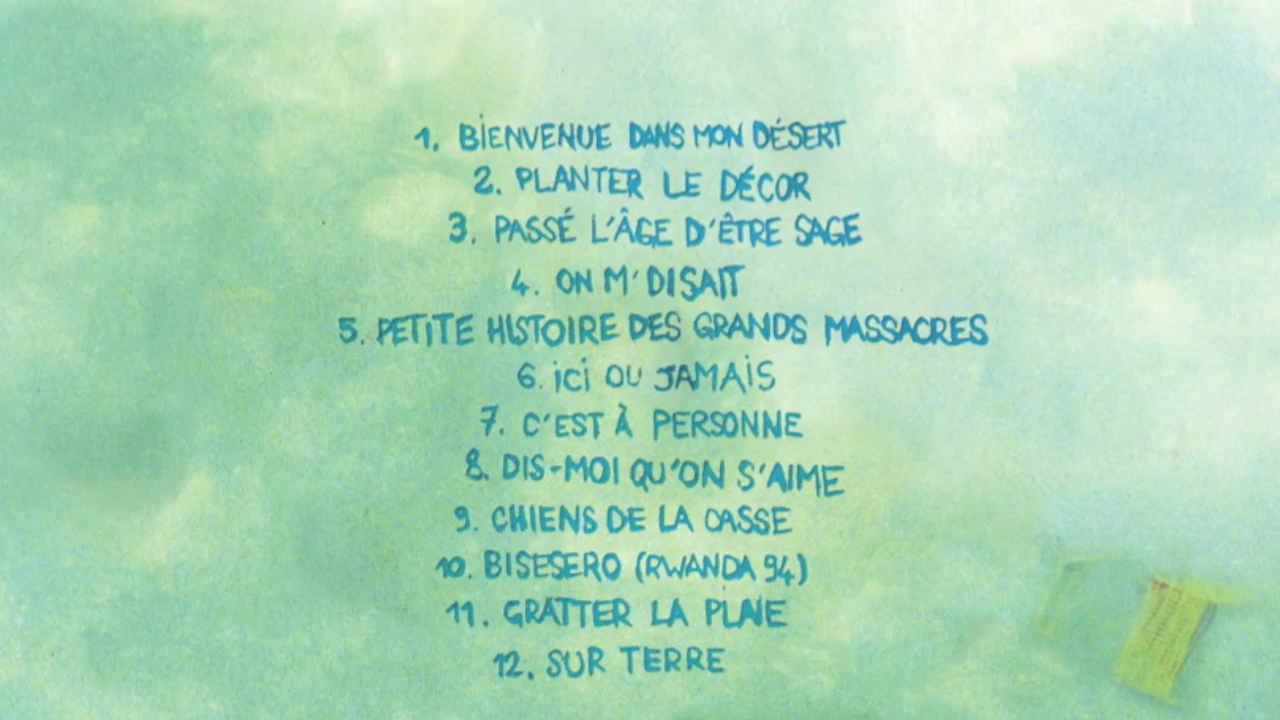 1. BIENVENUE DANS MON DÉSERT
2. PLANTER LE DÉCOR
3. PASSÉ L'ÂGE D'ÊTRE SAGE
4. ON M'DISAIT
5. PETITE HISTOIRE DES GRANDS MASSACRES
6. ICI OU JAMAIS
7. C'EST À PERSONNE
8. DIS-MOI QU'ON S'AIME
9. CHIENS DE LA CASSE
10. BISESERO (RWANDA 94)
11. GRATTER LA PLAIE
12. SUR TERRE